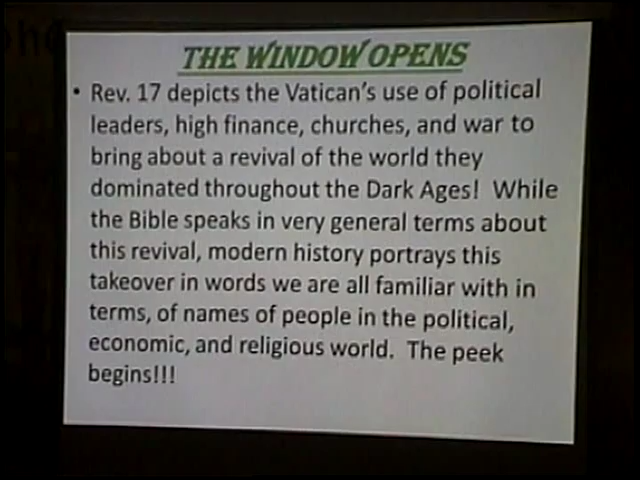 THE WINDOW OPENS
• Rev. 17 depicts the Vatican's use of political
leaders, high finance, churches, and war to
bring about a revival of the world they
dominated throughout the Dark Ages! While
the Bible speaks in very general terms about
this revival, modern history portrays this
takeover in words we are all familiar with in
terms, of names of people in the political,
economic, and religious world. The peek
begins!!!